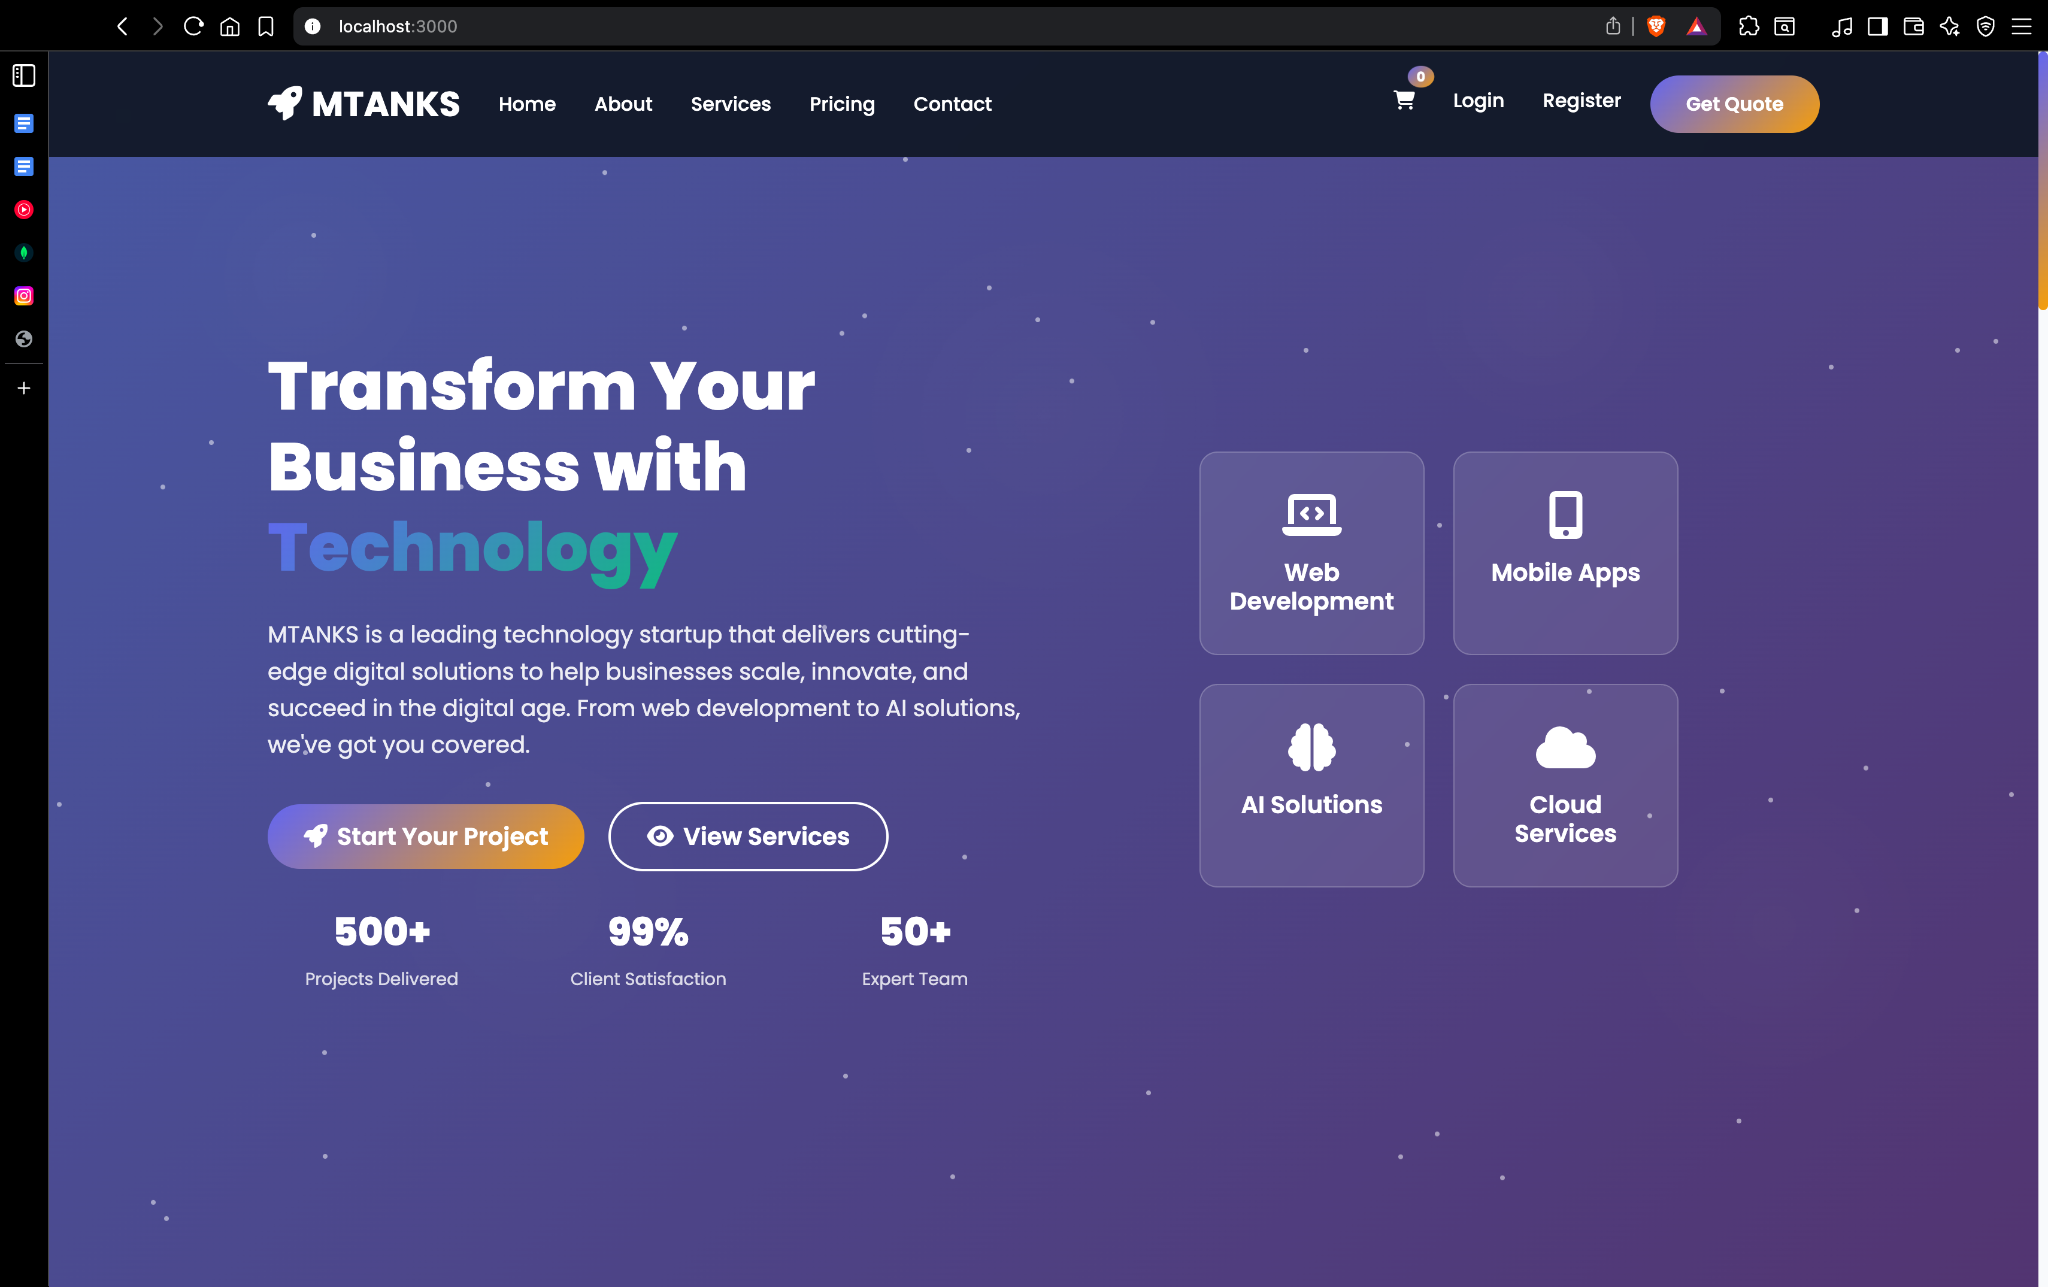 localhost:3000
MTANKS
Home
About
Services
Pricing
Contact
0
Login
Register
Get Quote
Transform Your
Business with
Technology
MTANKS is a leading technology startup that delivers cutting-
edge digital solutions to help businesses scale, innovate, and
succeed in the digital age. From web development to AI solutions,
we've got you covered.
Start Your Project
View Services
500+
Projects Delivered
99%
Client Satisfaction
50+
Expert Team
Web
Development
Mobile Apps
AI Solutions
Cloud
Services